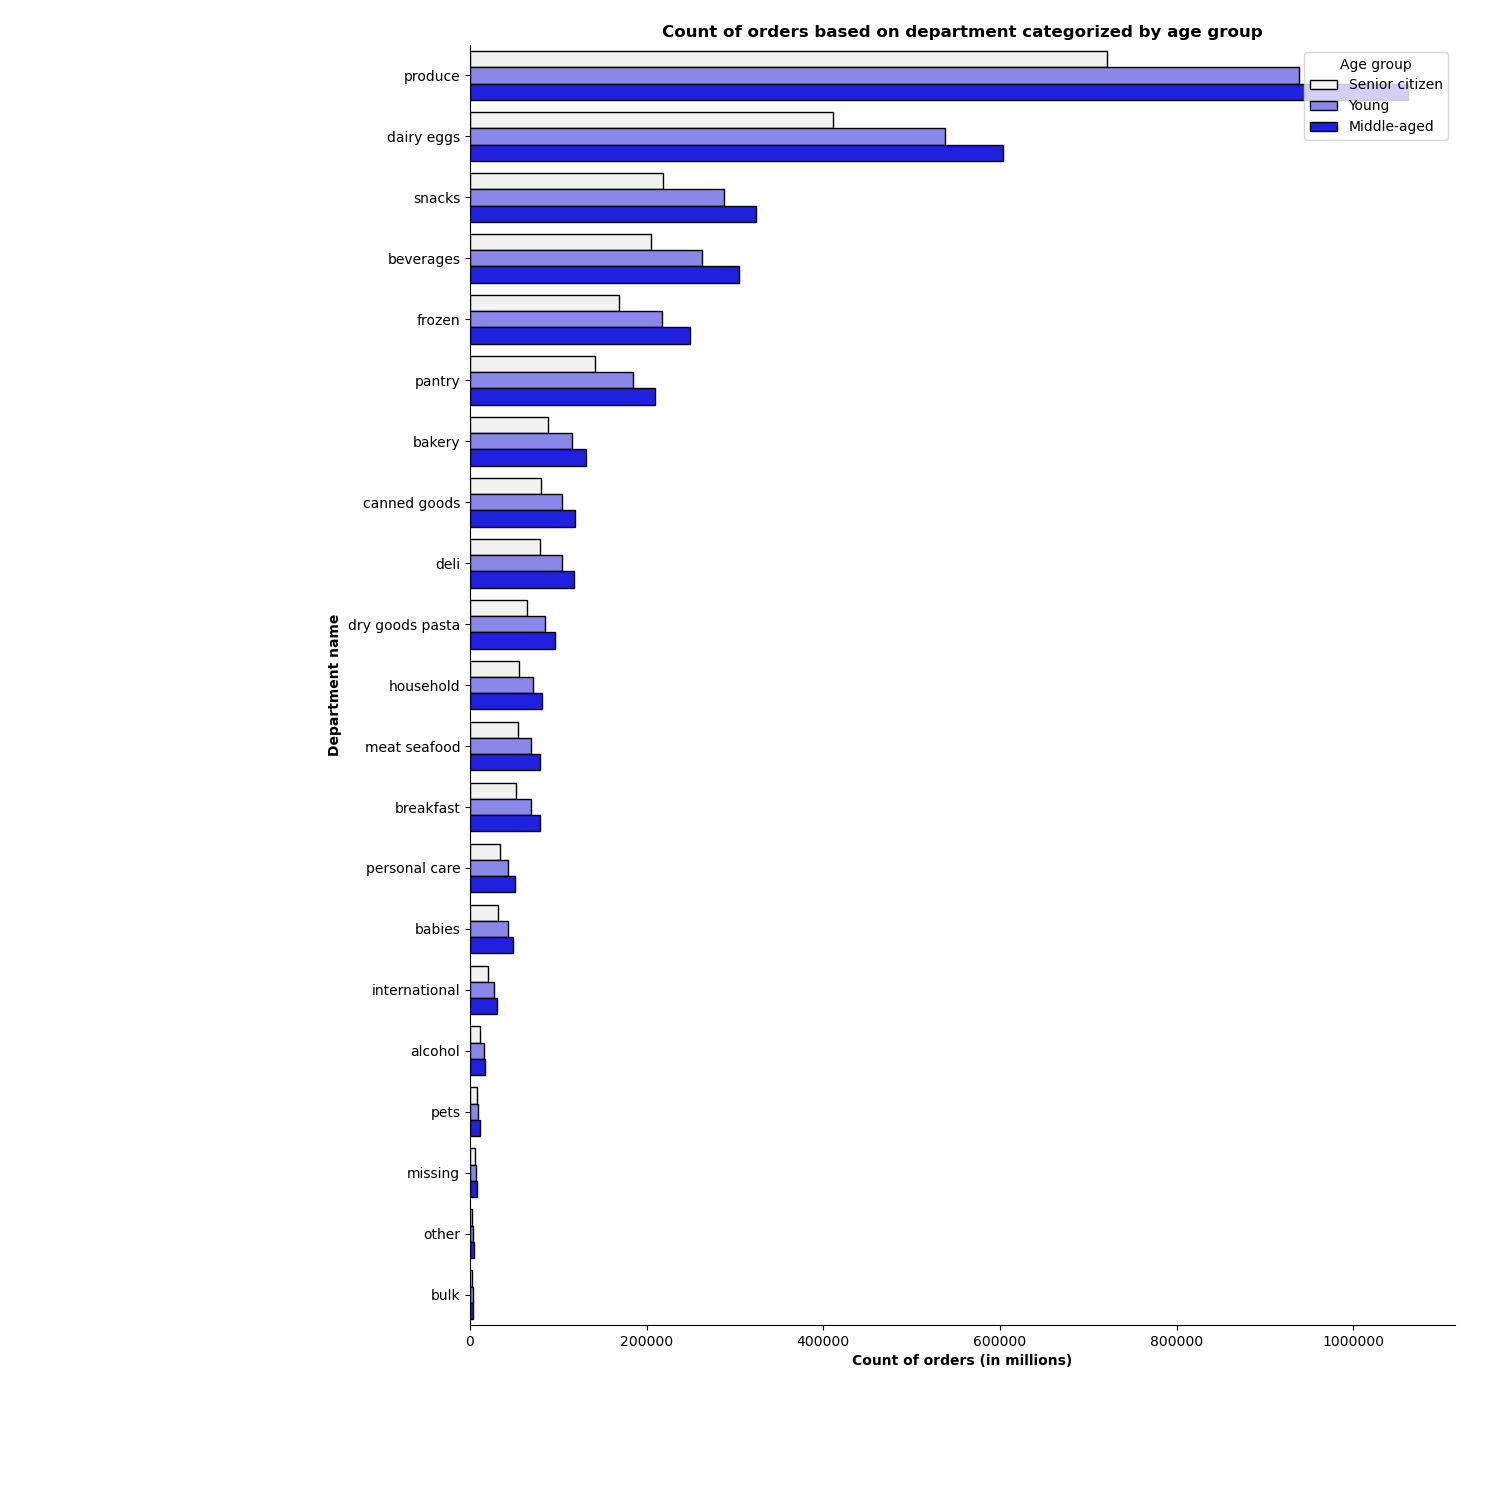 Count of orders based on department categorized by age group
Age group
Senior citizen
Young
Middle-aged
Department name
produce
dairy eggs
snacks
beverages
frozen
pantry
bakery
canned goods
deli
dry goods pasta
household
meat seafood
breakfast
personal care
babies
international
alcohol
pets
missing
other
bulk
0 200000 400000 600000 800000 1000000
Count of orders (in millions)